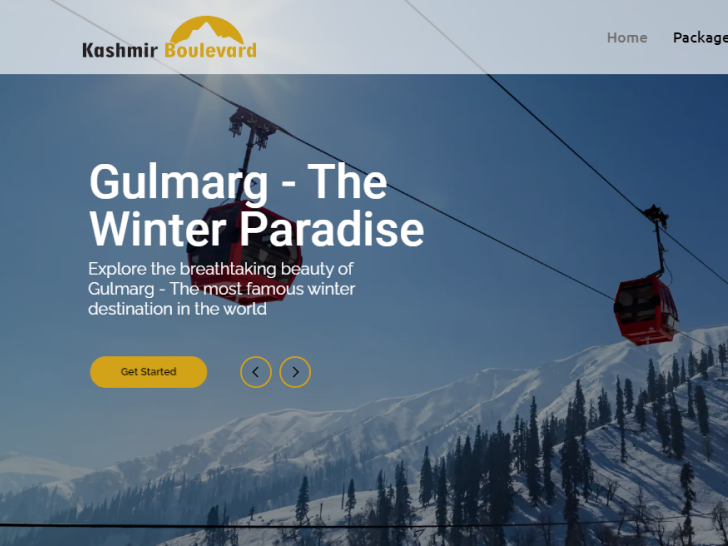 Kashmir Boulevard
Home
Package
Gulmarg - The
Winter Paradise
Explore the breathtaking beauty of
Gulmarg - The most famous winter
destination in the world
Get Started